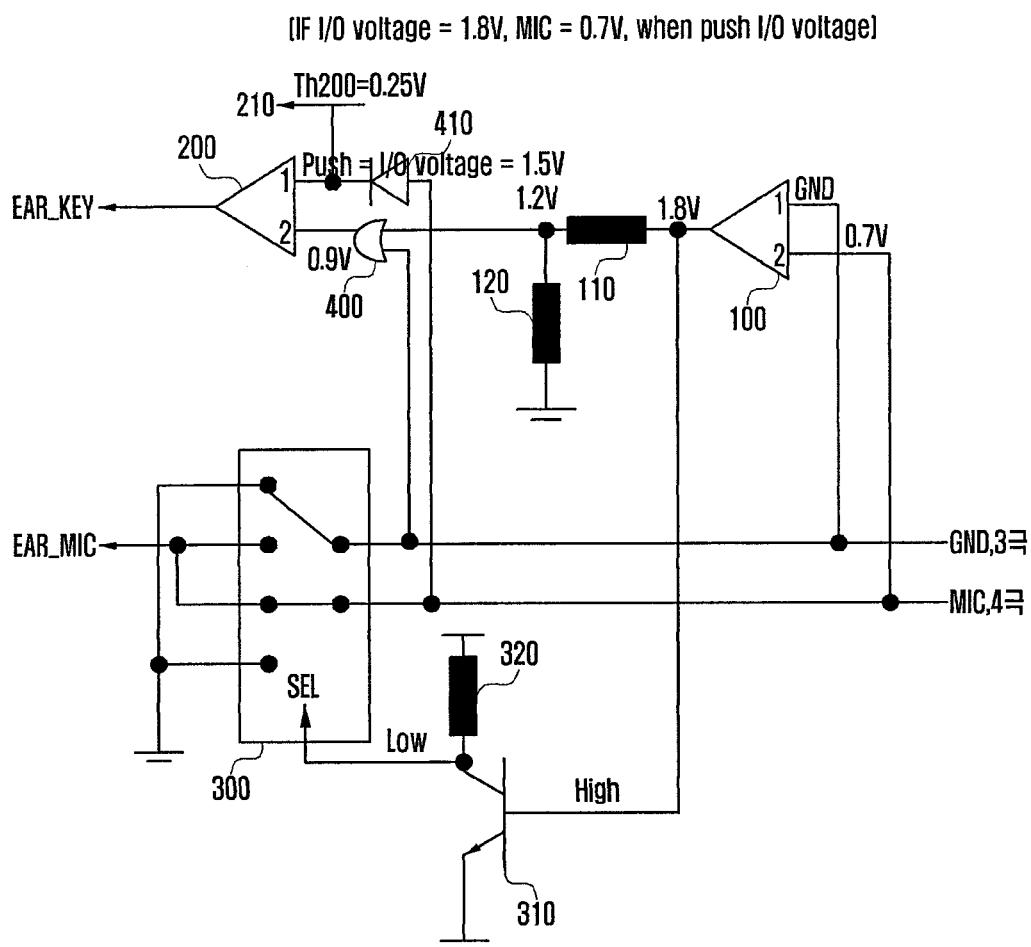 [IF I/O voltage = 1.8V, MIC = 0.7V, when push I/O voltage]
Th200=0.25V
210
410
200
Push = I/O voltage = 1.5V
1
2
EAR_KEY
0.9V
400
1.2V
1.8V
110
120
GND
1
2
0.7V
100
EAR_MIC
GND,3극
MIC,4극
SEL
300
320
Low
High
310